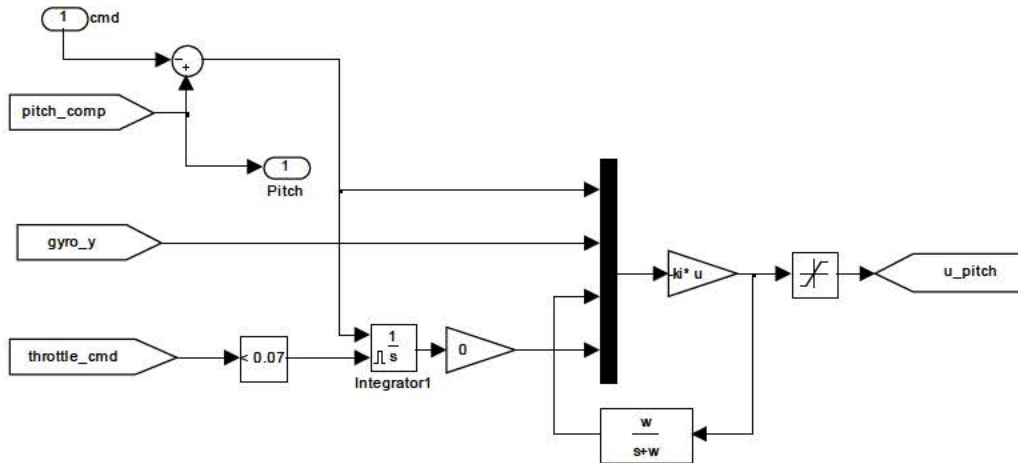 1
cmd
-
+
pitch_comp
1
Pitch
gyro_y
-ki* u
u_pitch
throttle_cmd
< 0.07
1
s
Integrator1
0
w
s+w